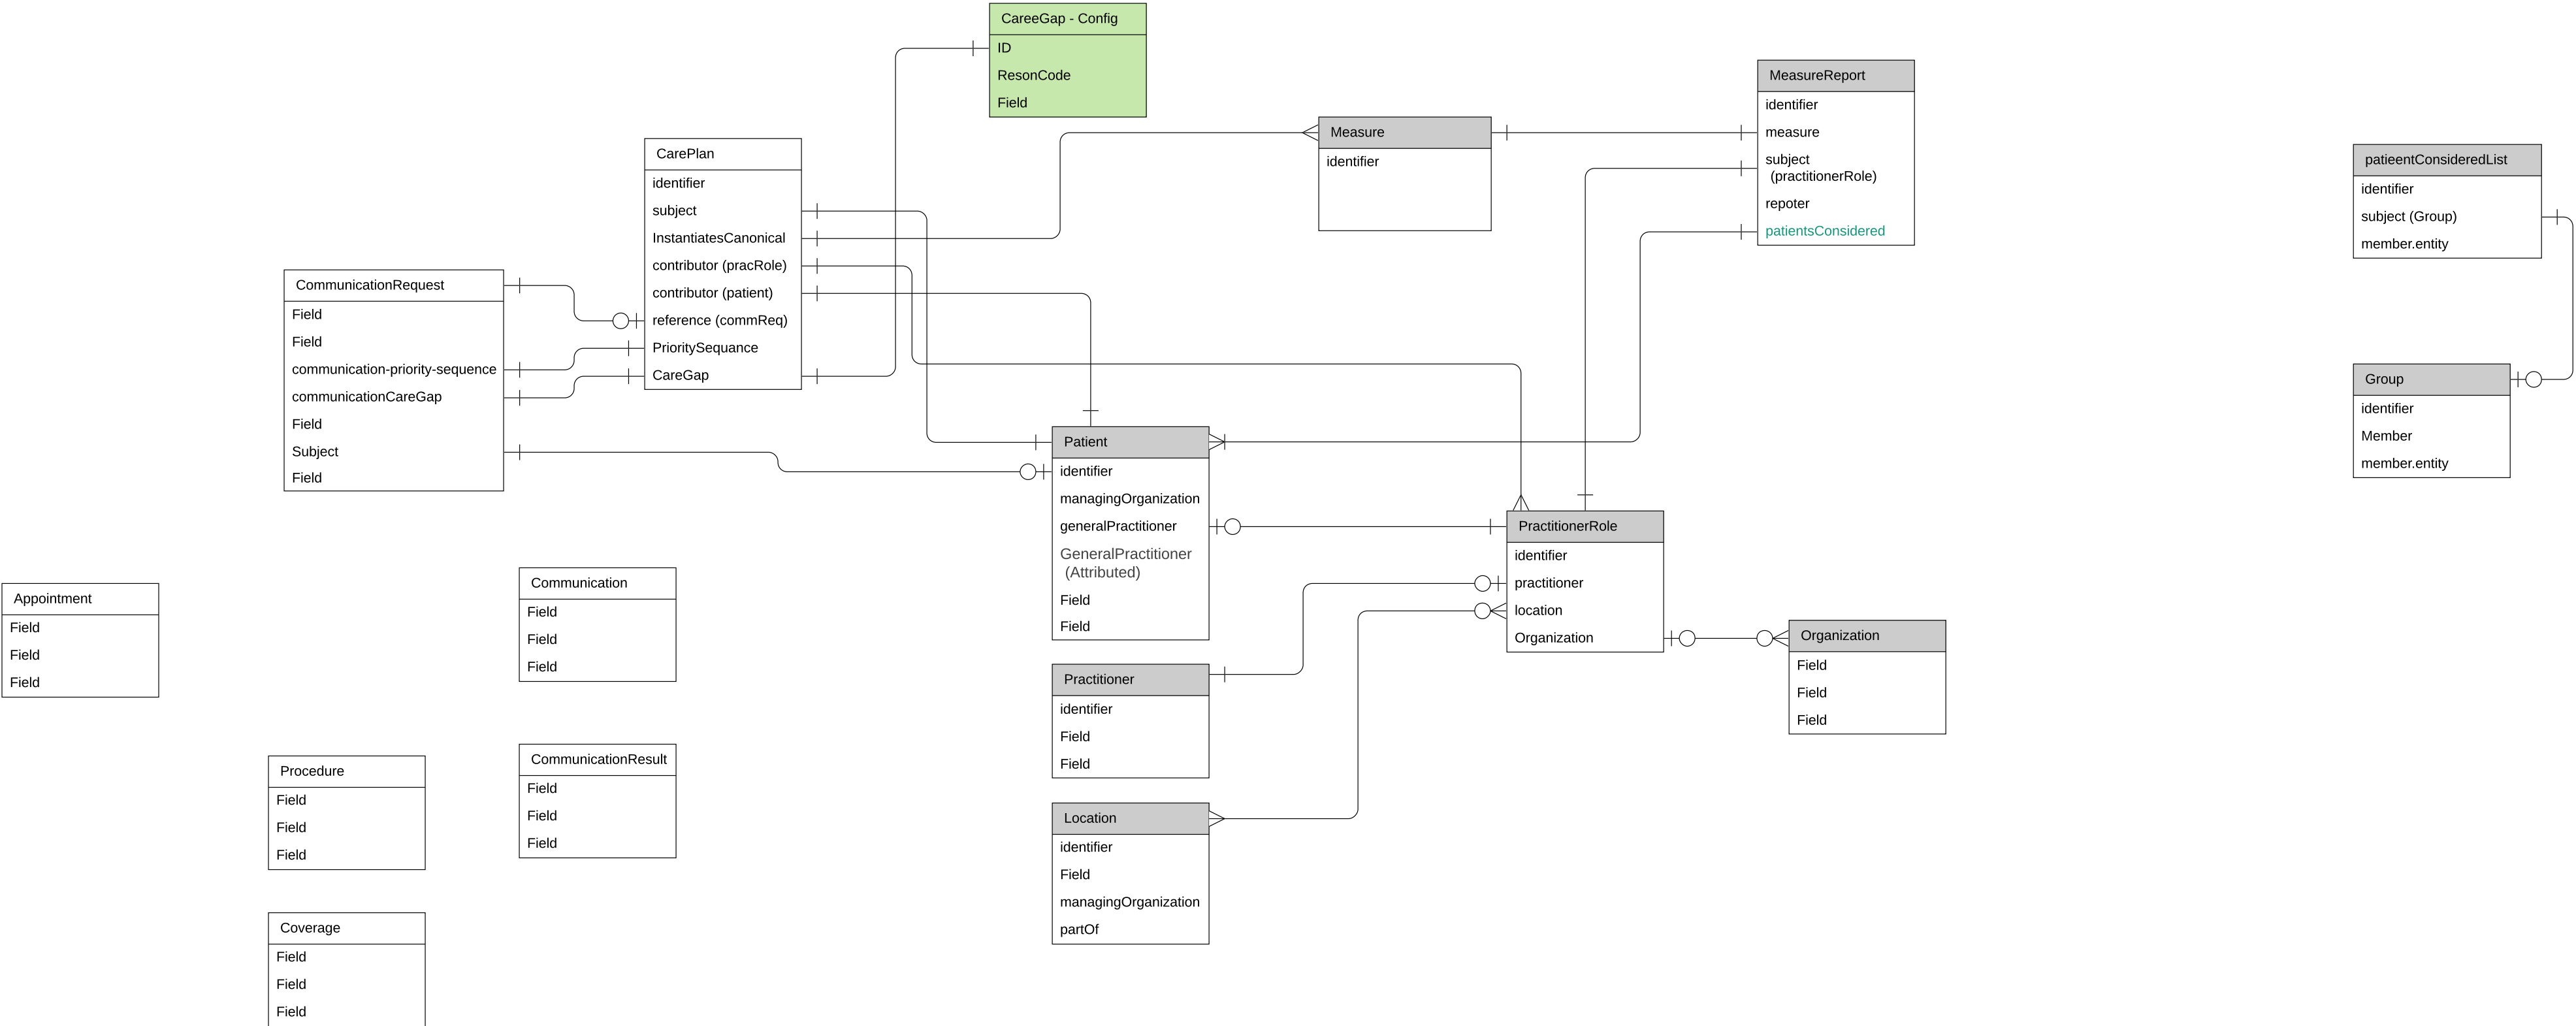 CareeGap - Config
ID
ResonCode
Field
MeasureReport
identifier
measure
subject
(practitionerRole)
repoter
patientsConsidered
Measure
identifier
CarePlan
identifier
subject
InstantiatesCanonical
contributor (pracRole)
contributor (patient)
reference (commReq)
PrioritySequance
CareGap
patieentConsideredList
identifier
subject (Group)
member.entity
CommunicationRequest
Field
Field
communication-priority-sequence
communicationCareGap
Field
Subject
Field
Group
identifier
Member
member.entity
Patient
identifier
managingOrganization
generalPractitioner
GeneralPractitioner
(Attributed)
Field
Field
PractitionerRole
identifier
practitioner
location
Organization
Organization
Field
Field
Field
Communication
Field
Field
Field
Appointment
Field
Field
Field
Practitioner
identifier
Field
Field
CommunicationResult
Field
Field
Field
Procedure
Field
Field
Field
Location
identifier
Field
managingOrganization
partOf
Coverage
Field
Field
Field